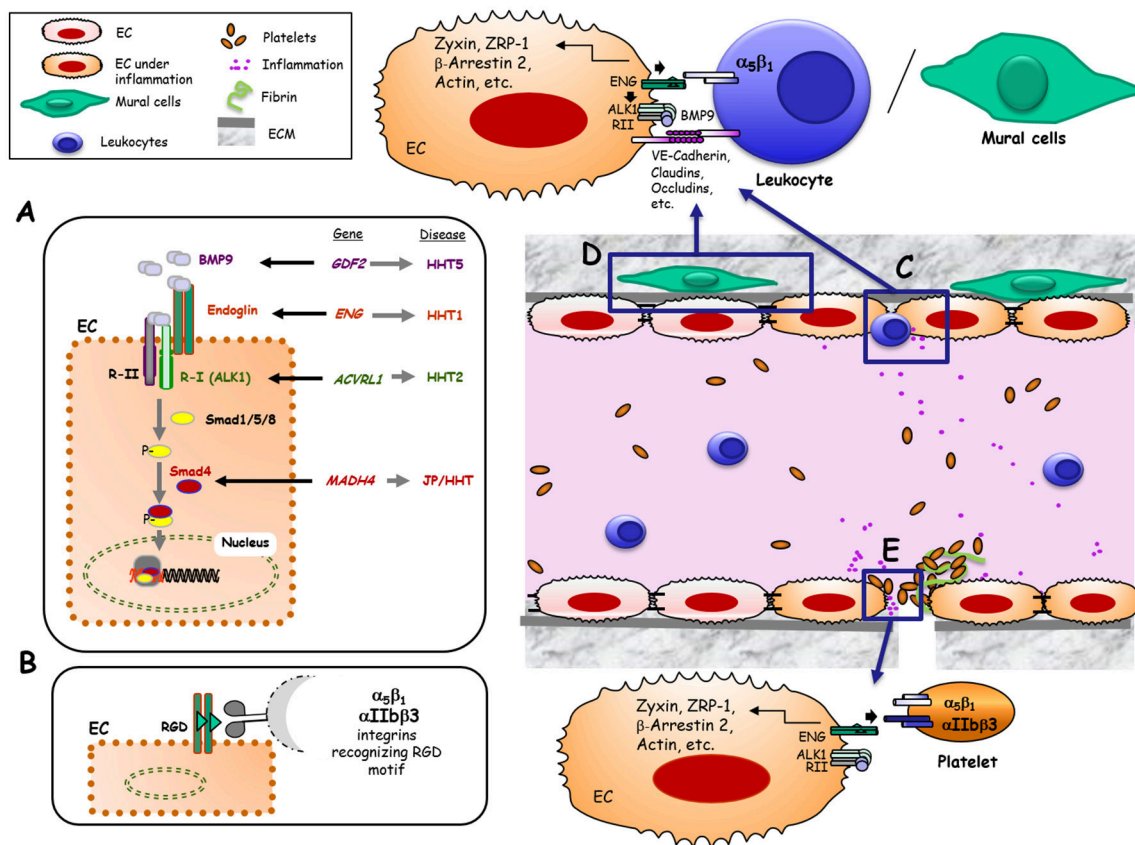 EC
EC under
inflammation
Mural cells
Leukocytes
Platelets
Inflammation
Fibrin
ECM
Zyxin, ZRP-1
β-Arrestin 2,
Actin, etc.
ENG
ALK1
RII
BMP9
EC
VE-Cadherin,
Claudins,
Occludins,
etc.
α5β1
Leukocyte
/
Mural cells
A
Gene
Disease
BMP9
GDF2
HHT5
Endoglin
ENG
HHT1
EC
R-II
R-I (ALK1)
ACVRL1
HHT2
Smad1/5/8
P-
Smad4
MADH4
JP/HHT
P-
Nucleus
B
EC
RGD
α5β1
αIIbβ3
integrins
recognizing RGD
motif
D
C
E
Zyxin, ZRP-1,
β-Arrestin 2,
Actin, etc.
ENG
ALK1
RII
EC
α5β1
αIIbβ3
Platelet